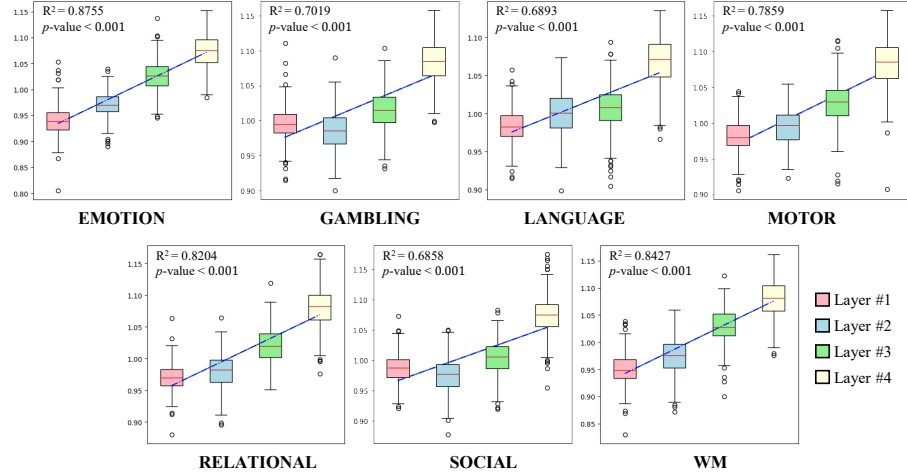 R² = 0.8755
p-value < 0.001
1.15
1.10
1.05
1.00
0.95
0.90
0.85
0.80
EMOTION
R² = 0.7019
p-value < 0.001
1.15
1.10
1.05
1.00
0.95
0.90
GAMBLING
R² = 0.6893
p-value < 0.001
1.10
1.05
1.00
0.95
0.90
LANGUAGE
R² = 0.7859
p-value < 0.001
1.15
1.10
1.05
1.00
0.95
0.90
MOTOR
R² = 0.8204
p-value < 0.001
1.15
1.10
1.05
1.00
0.95
0.90
RELATIONAL
R² = 0.6858
p-value < 0.001
1.15
1.10
1.05
1.00
0.95
0.90
SOCIAL
R² = 0.8427
p-value < 0.001
1.15
1.10
1.05
1.00
0.95
0.90
0.85
WM
Layer #1
Layer #2
Layer #3
Layer #4